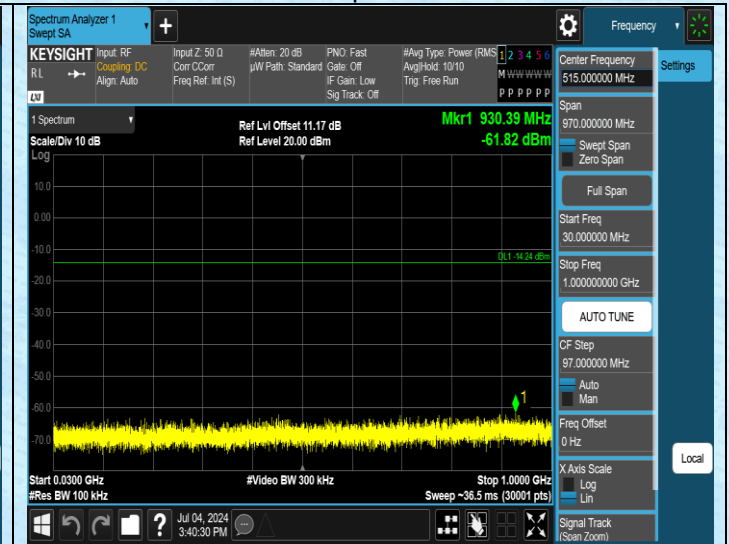 Spectrum Analyzer 1
Swept SA
+
Frequency
KEYSIGHT
RL
LXI
Input: RF
Coupling: DC
Align: Auto
Input Z: 50 Ω
Corr CCorr
Freq Ref: Int (S)
#Atten: 20 dB
µW Path: Standard
PNO: Fast
Gate: Off
IF Gain: Low
Sig Track: Off
#Avg Type: Power (RMS
Avg|Hold: 10/10
Trig: Free Run
1 2 3 4 5 6
M W W W W W
P P P P P P
1 Spectrum
Scale/Div 10 dB
Log
Ref Lvl Offset 11.17 dB
Ref Level 20.00 dBm
Mkr1 930.39 MHz
-61.82 dBm
10.0
0.00
-10.0
DL1 -14.24 dBm
-20.0
-30.0
-40.0
-50.0
-60.0
1
-70.0
Start 0.0300 GHz
#Res BW 100 kHz
#Video BW 300 kHz
Stop 1.0000 GHz
Sweep ~36.5 ms (30001 pts)
?
Jul 04, 2024
3:40:30 PM
Center Frequency
515.000000 MHz
Span
970.000000 MHz
Swept Span
Zero Span
Full Span
Start Freq
30.000000 MHz
Stop Freq
1.000000000 GHz
AUTO TUNE
CF Step
97.000000 MHz
Auto
Man
Freq Offset
0 Hz
X Axis Scale
Log
Lin
Signal Track
(Span Zoom)
Settings
Local